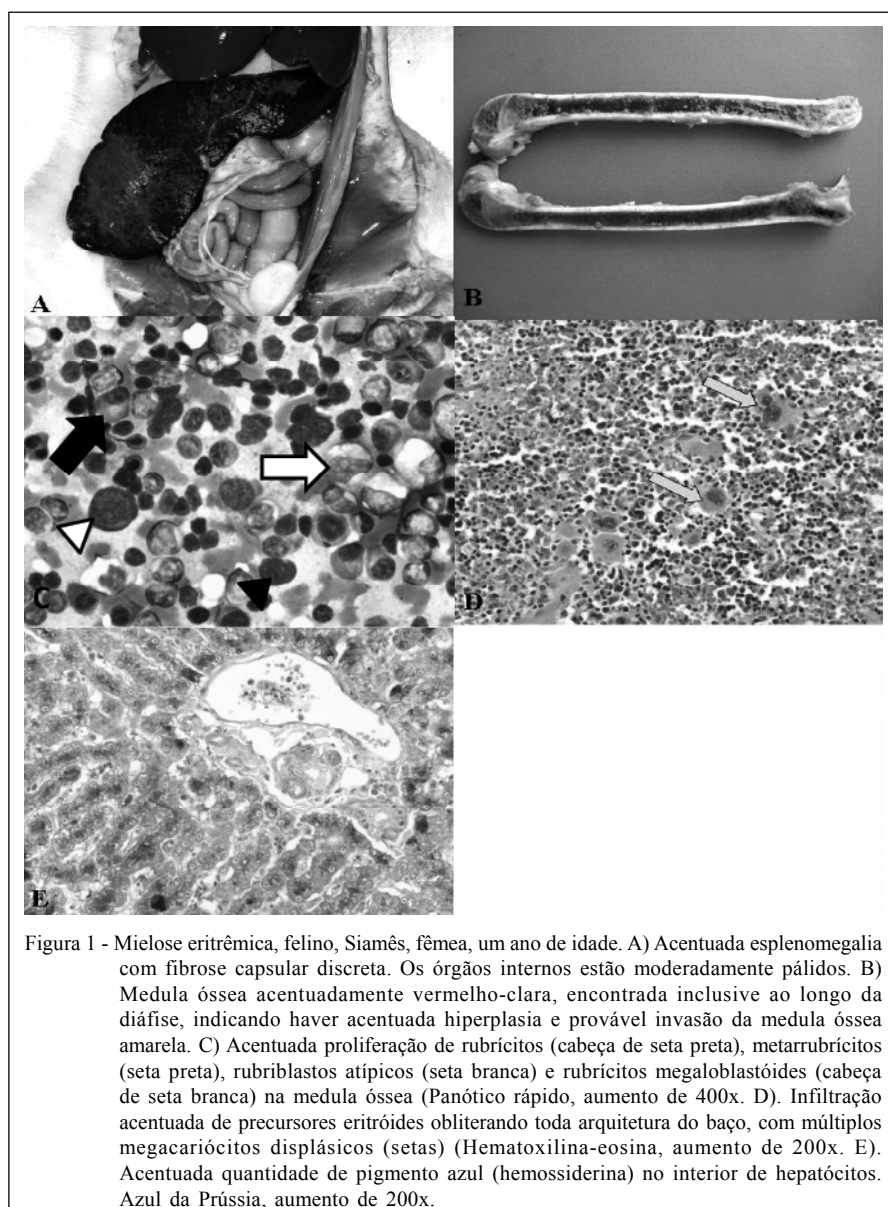 A
B
C
D
E
Figura 1 - Mielose eritrêmica, felino, Siamês, fêmea, um ano de idade. A) Acentuada esplenomegalia
com fibrose capsular discreta. Os órgãos internos estão moderadamente pálidos. B)
Medula óssea acentuadamente vermelho-clara, encontrada inclusive ao longo da
diáfise, indicando haver acentuada hiperplasia e provável invasão da medula óssea
amarela. C) Acentuada proliferação de rubrícitos (cabeça de seta preta), metarrubrícitos
(seta preta), rubriblastos atípicos (seta branca) e rubrícitos megaloblastóides (cabeça
de seta branca) na medula óssea (Panótico rápido, aumento de 400x. D). Infiltração
acentuada de precursores eritróides obliterando toda arquitetura do baço, com múltiplos
megacariócitos displásicos (setas) (Hematoxilina-eosina, aumento de 200x. E).
Acentuada quantidade de pigmento azul (hemossiderina) no interior de hepatócitos.
Azul da Prússia, aumento de 200x.